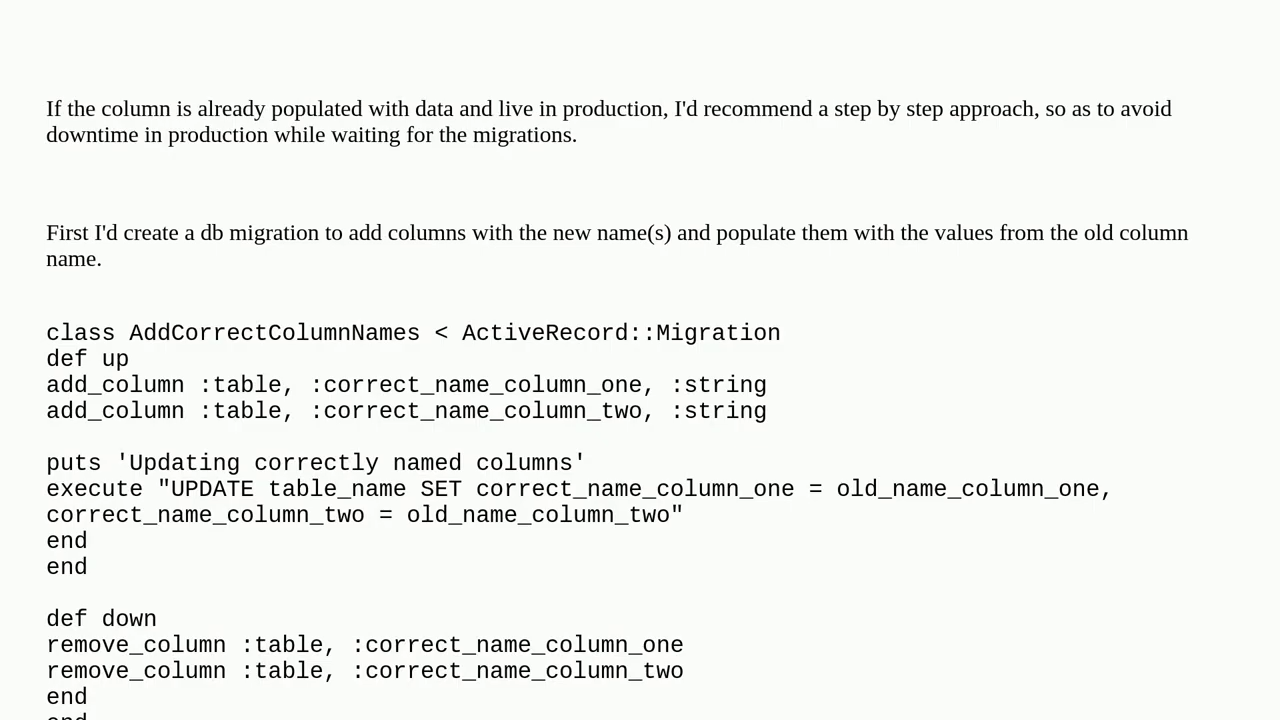 If the column is already populated with data and live in production, I'd recommend a step by step approach, so as to avoid
downtime in production while waiting for the migrations.
First I'd create a db migration to add columns with the new name(s) and populate them with the values from the old column
name.
class AddCorrectColumnNames < ActiveRecord::Migration
def up
add_column :table, :correct_name_column_one, :string
add_column :table, :correct_name_column_two, :string
puts 'Updating correctly named columns'
execute "UPDATE table_name SET correct_name_column_one = old_name_column_one,
correct_name_column_two = old_name_column_two"
end
end
def down
remove_column :table, :correct_name_column_one
remove_column :table, :correct_name_column_two
end